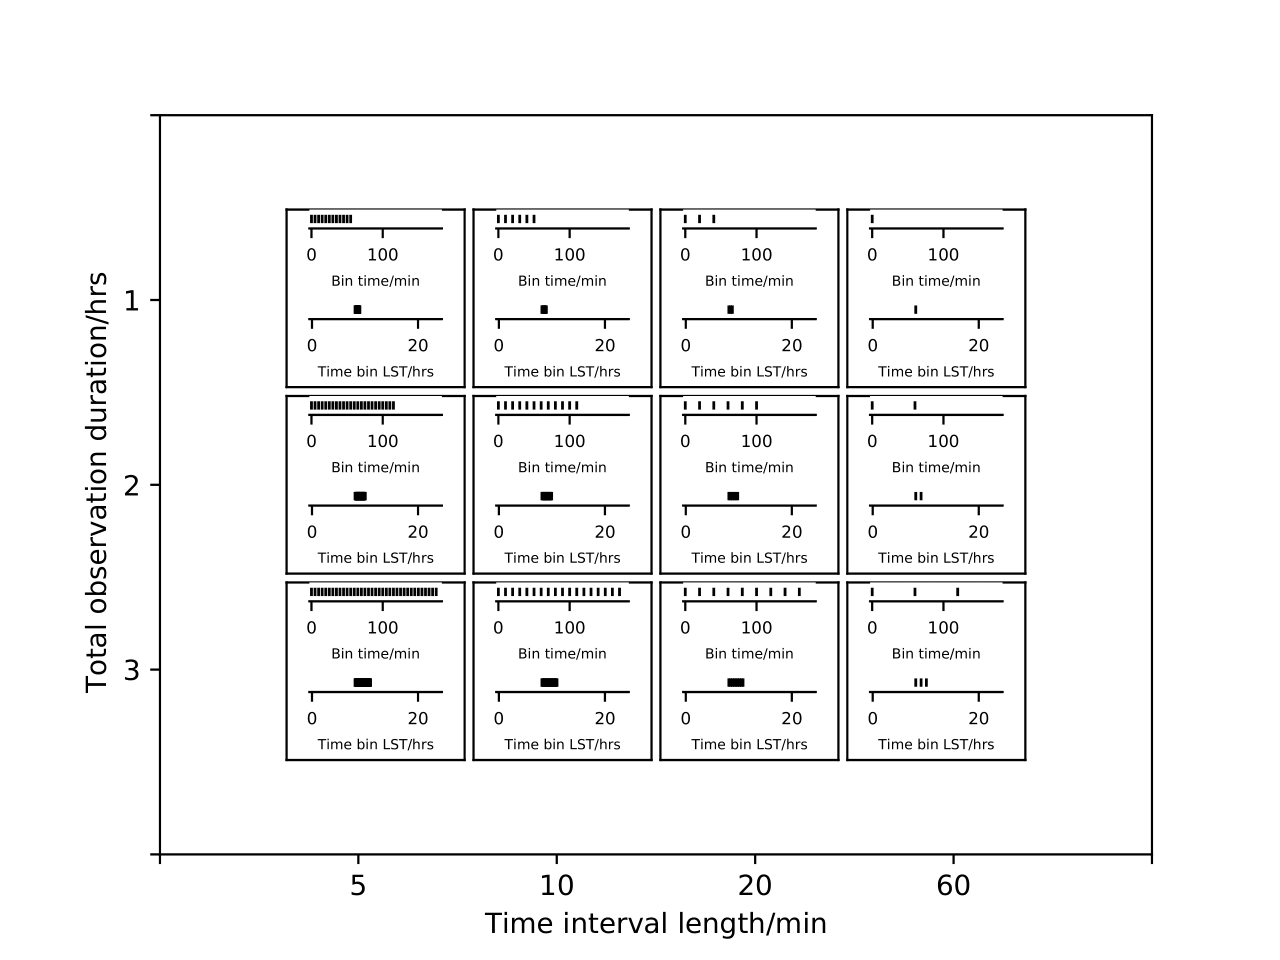 0 100 0 100 0 100 0 100
Bin time/min Bin time/min Bin time/min Bin time/min
0 20 0 20 0 20 0 20
Time bin LST/hrs Time bin LST/hrs Time bin LST/hrs Time bin LST/hrs
0 100 0 100 0 100 0 100
Bin time/min Bin time/min Bin time/min Bin time/min
0 20 0 20 0 20 0 20
Time bin LST/hrs Time bin LST/hrs Time bin LST/hrs Time bin LST/hrs
0 100 0 100 0 100 0 100
Bin time/min Bin time/min Bin time/min Bin time/min
0 20 0 20 0 20 0 20
Time bin LST/hrs Time bin LST/hrs Time bin LST/hrs Time bin LST/hrs
1
2
3
Total observation duration/hrs
5 10 20 60
Time interval length/min